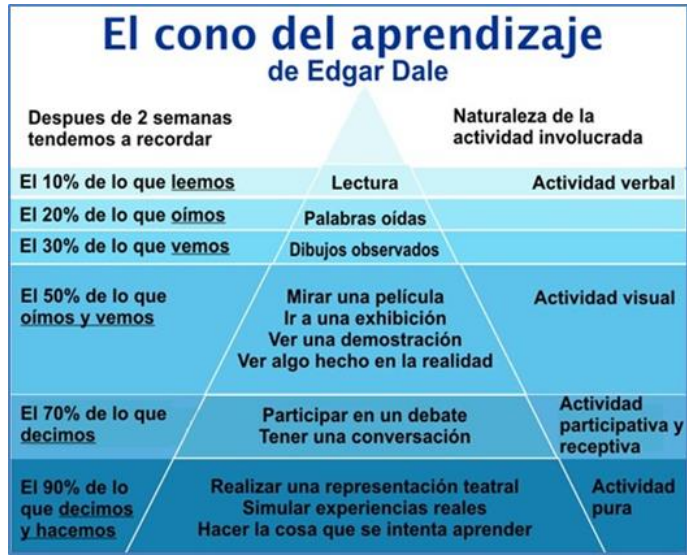 El cono del aprendizaje
de Edgar Dale
Despues de 2 semanas
tendemos a recordar
Naturaleza de la
actividad involucrada
El 10% de lo que leemos
Lectura
Actividad verbal
El 20% de lo que oímos
Palabras oídas
El 30% de lo que vemos
Dibujos observados
El 50% de lo que
oímos y vemos
Mirar una película
Ir a una exhibición
Ver una demostración
Ver algo hecho en la realidad
Actividad visual
El 70% de lo que
decimos
Participar en un debate
Tener una conversación
Actividad
participativa y
receptiva
El 90% de lo
que decimos
y hacemos
Realizar una representación teatral
Simular experiencias reales
Hacer la cosa que se intenta aprender
Actividad
pura